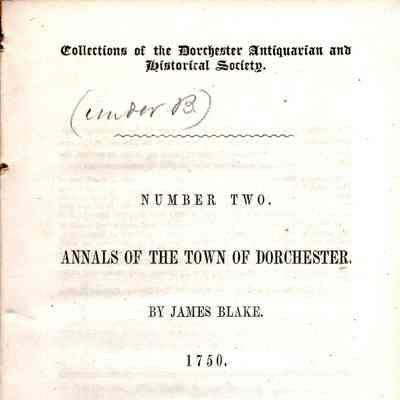 Collections of the Dorchester Antiquarian and
Historical Society.
(under B.)
NUMBER TWO.
ANNALS OF THE TOWN OF DORCHESTER.
BY JAMES BLAKE.
1750.